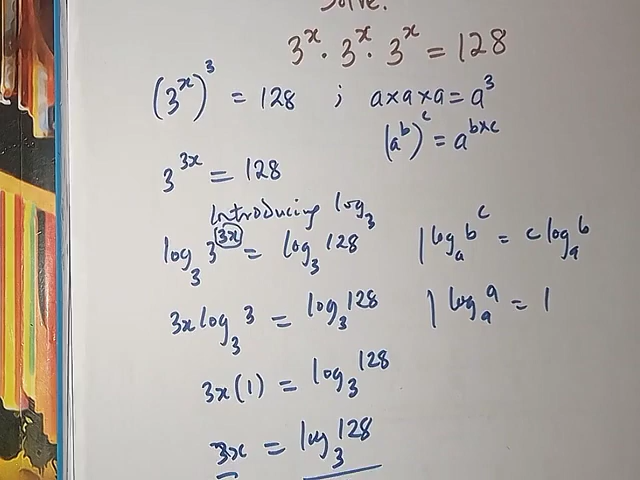 Solve:
3^x · 3^x · 3^x = 128
(3^x)^3 = 128 ; a×a×a = a^3
(a^b)^c = a^{b×c}
3^{3x} = 128
Introducing log_3
log_3 3^{3x} = log_3 128 | log_a b^c = c log_a b
3x log_3 3 = log_3 128 | log_a a = 1
3x(1) = log_3 128
3x = log_3 128